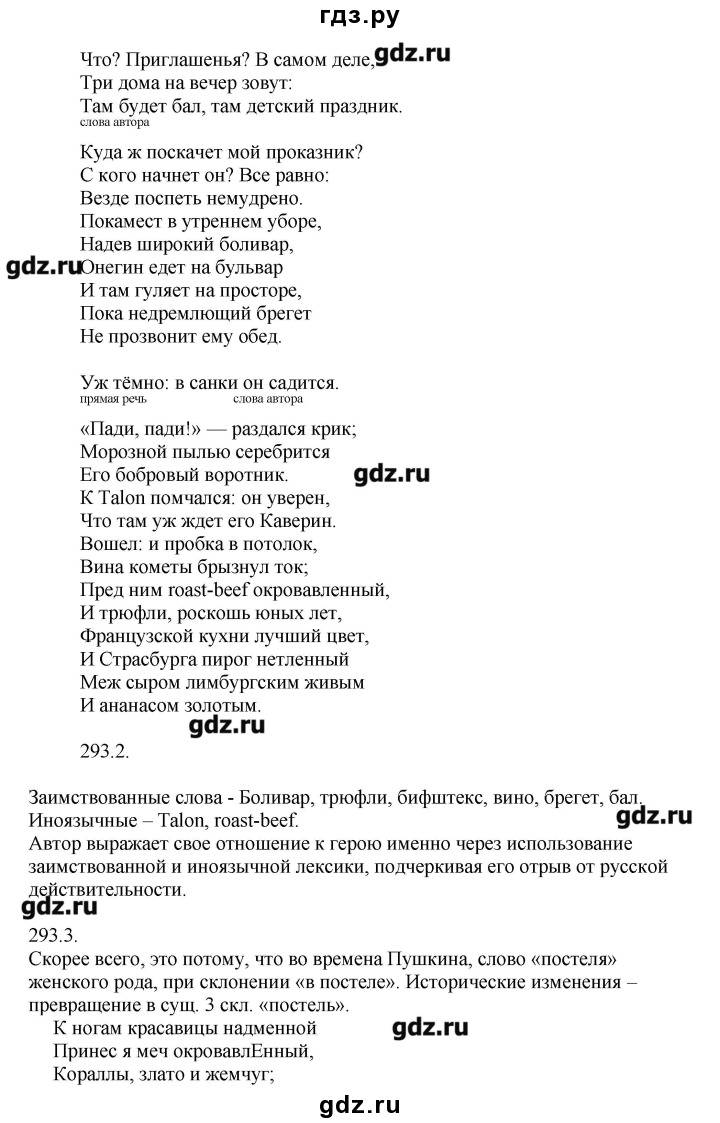 гдз.ру
Что? Приглашенья? В самом деле,
gdz.ru
Три дома на вечер зовут:
Там будет бал, там детский праздник.
слова автора
Куда ж поскачет мой проказник?
С кого начнет он? Все равно:
Везде поспеть немудрено.
Покамест в утреннем уборе,
Надев широкий боливар,
gdz.ru
Онегин едет на бульвар
И там гуляет на просторе,
Пока недремлющий брегет
Не прозвонит ему обед.
Уж тёмно: в санки он садится.
прямая речь слова автора
«Пади, пади!» — раздался крик;
Морозной пылью серебрится
Его бобровый воротник.
gdz.ru
К Talon помчался: он уверен,
Что там уж ждет его Каверин.
Вошел: и пробка в потолок,
Вина кометы брызнул ток;
Пред ним roast-beef окровавленный,
И трюфли, роскошь юных лет,
Французской кухни лучший цвет,
И Страсбурга пирог нетленный
Меж сыром лимбургским живым
И ананасом золотым.
gdz.ru
293.2.
Заимствованные слова - Боливар, трюфли, бифштекс, вино, брегет, бал.
gdz.ru
Иноязычные – Talon, roast-beef.
Автор выражает свое отношение к герою именно через использование
заимствованной и иноязычной лексики, подчеркивая его отрыв от русской
действительности.
gdz.ru
293.3.
Скорее всего, это потому, что во времена Пушкина, слово «постеля»
женского рода, при склонении «в постеле». Исторические изменения –
превращение в сущ. 3 скл. «постель».
К ногам красавицы надменной
gdz.ru
Принес я меч окровавлЕнный,
Кораллы, злато и жемчуг;
gdz.ru